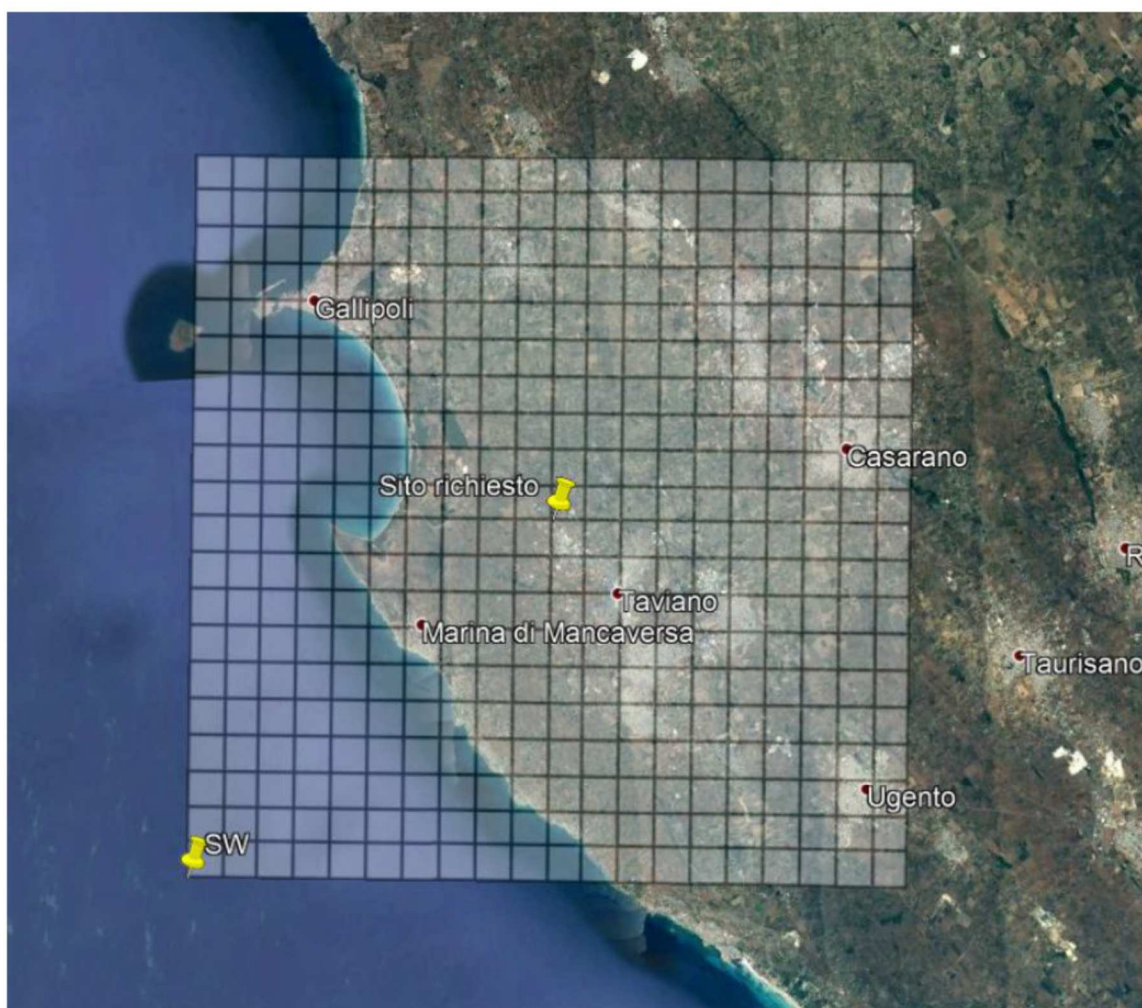 Gallipoli
Casarano
Sito richiesto
R
Taviano
Marina di Mancaversa
Taurisano
Ugento
SW